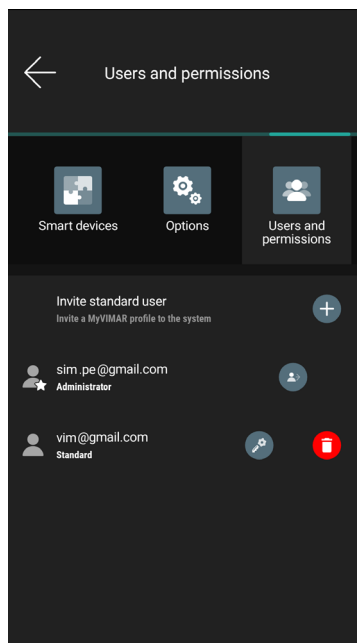 Users and permissions
Smart devices
Options
Users and
permissions
Invite standard user
Invite a MyVIMAR profile to the system
sim.pe@gmail.com
Administrator
vim@gmail.com
Standard